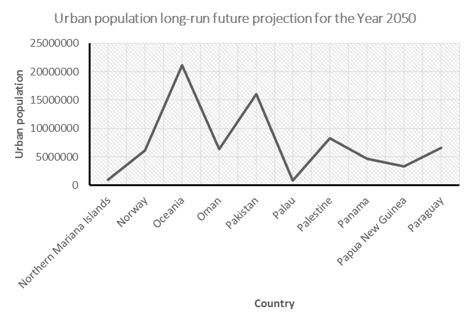 Urban population long-run future projection for the Year 2050
25000000
20000000
15000000
10000000
5000000
0
Urban population
Northern Mariana Islands
Norway
Oceania
Oman
Pakistan
Palau
Palestine
Panama
Papua New Guinea
Paraguay
Country